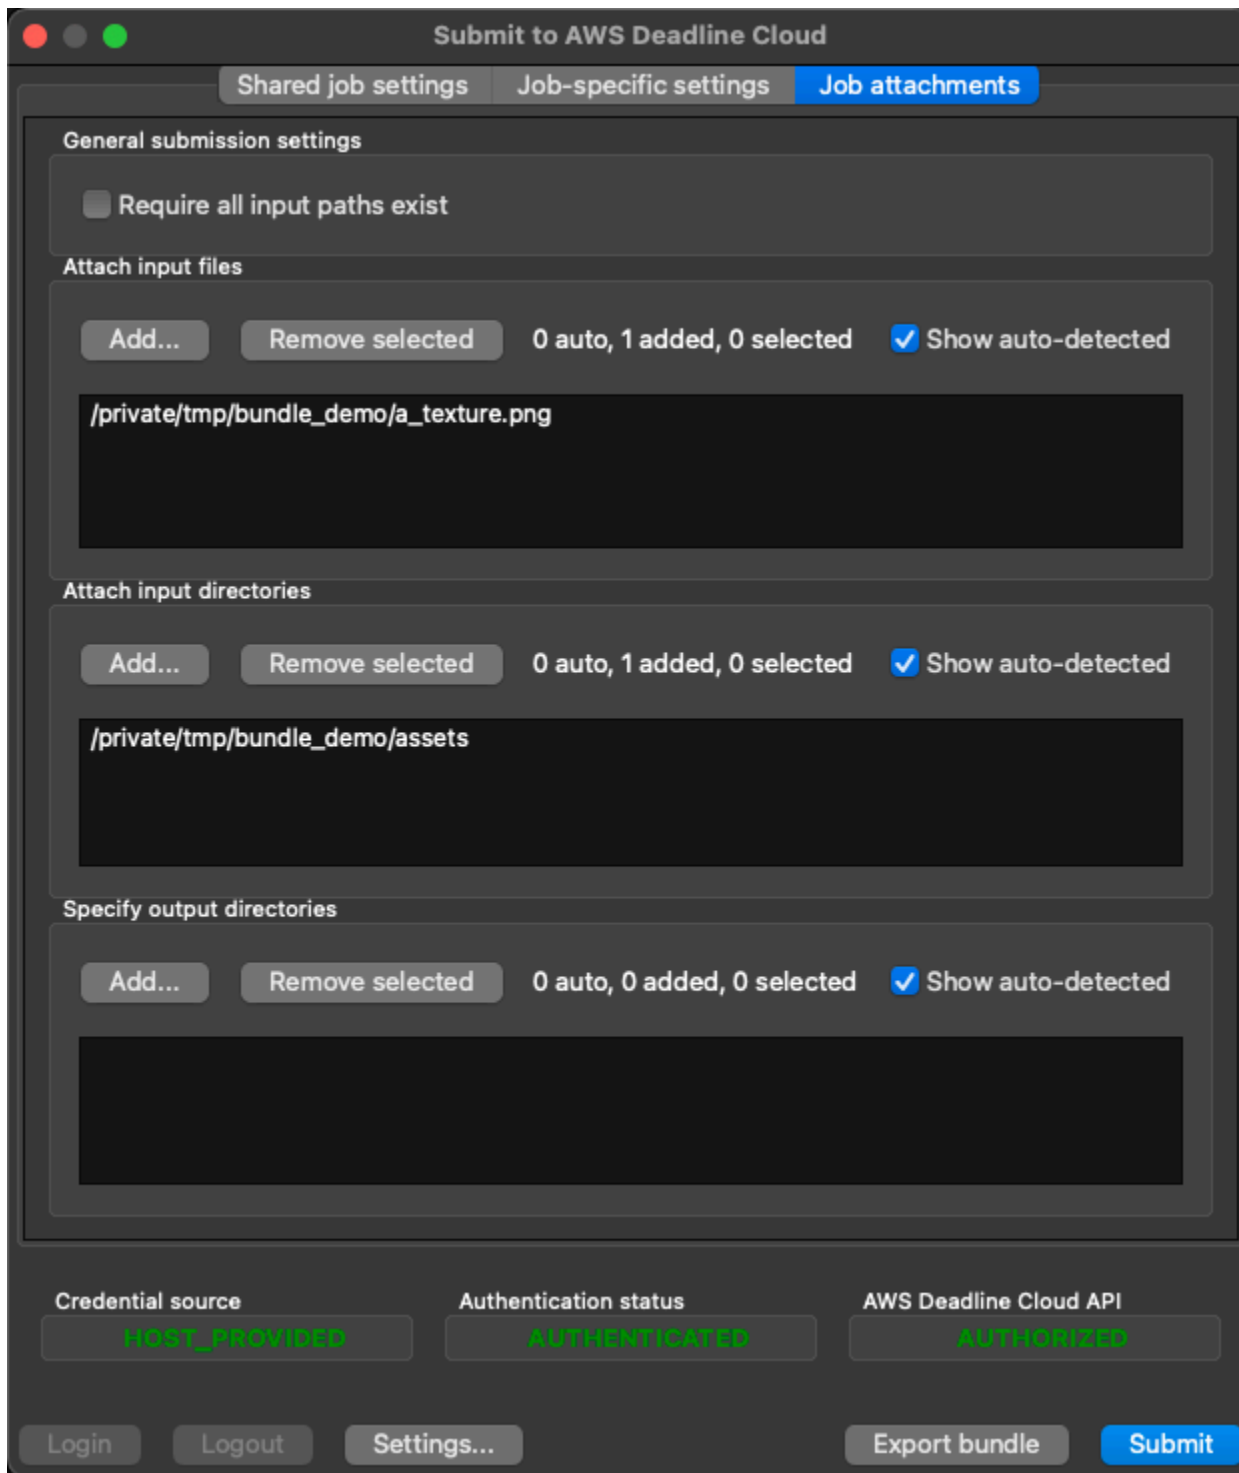 Submit to AWS Deadline Cloud
Shared job settings Job-specific settings Job attachments
General submission settings
Require all input paths exist
Attach input files
Add... Remove selected 0 auto, 1 added, 0 selected Show auto-detected
/private/tmp/bundle_demo/a_texture.png
Attach input directories
Add... Remove selected 0 auto, 1 added, 0 selected Show auto-detected
/private/tmp/bundle_demo/assets
Specify output directories
Add... Remove selected 0 auto, 0 added, 0 selected Show auto-detected
Credential source Authentication status AWS Deadline Cloud API
HOST_PROVIDED AUTHENTICATED AUTHORIZED
Login Logout Settings... Export bundle Submit